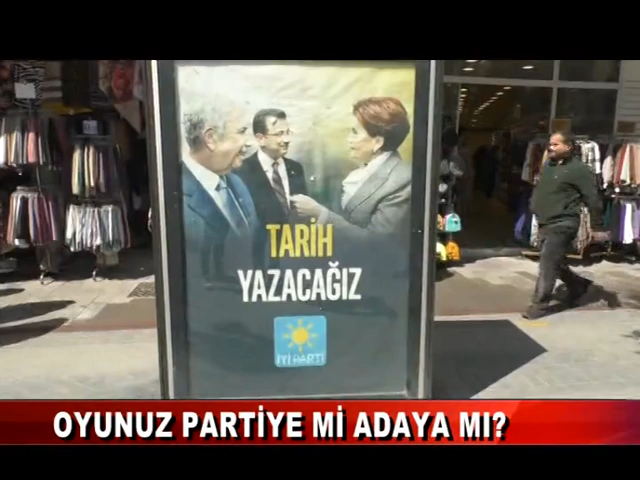 TARİH
YAZACAĞIZ
İYİ PARTİ
OYUNUZ PARTİYE Mİ ADAYA MI?